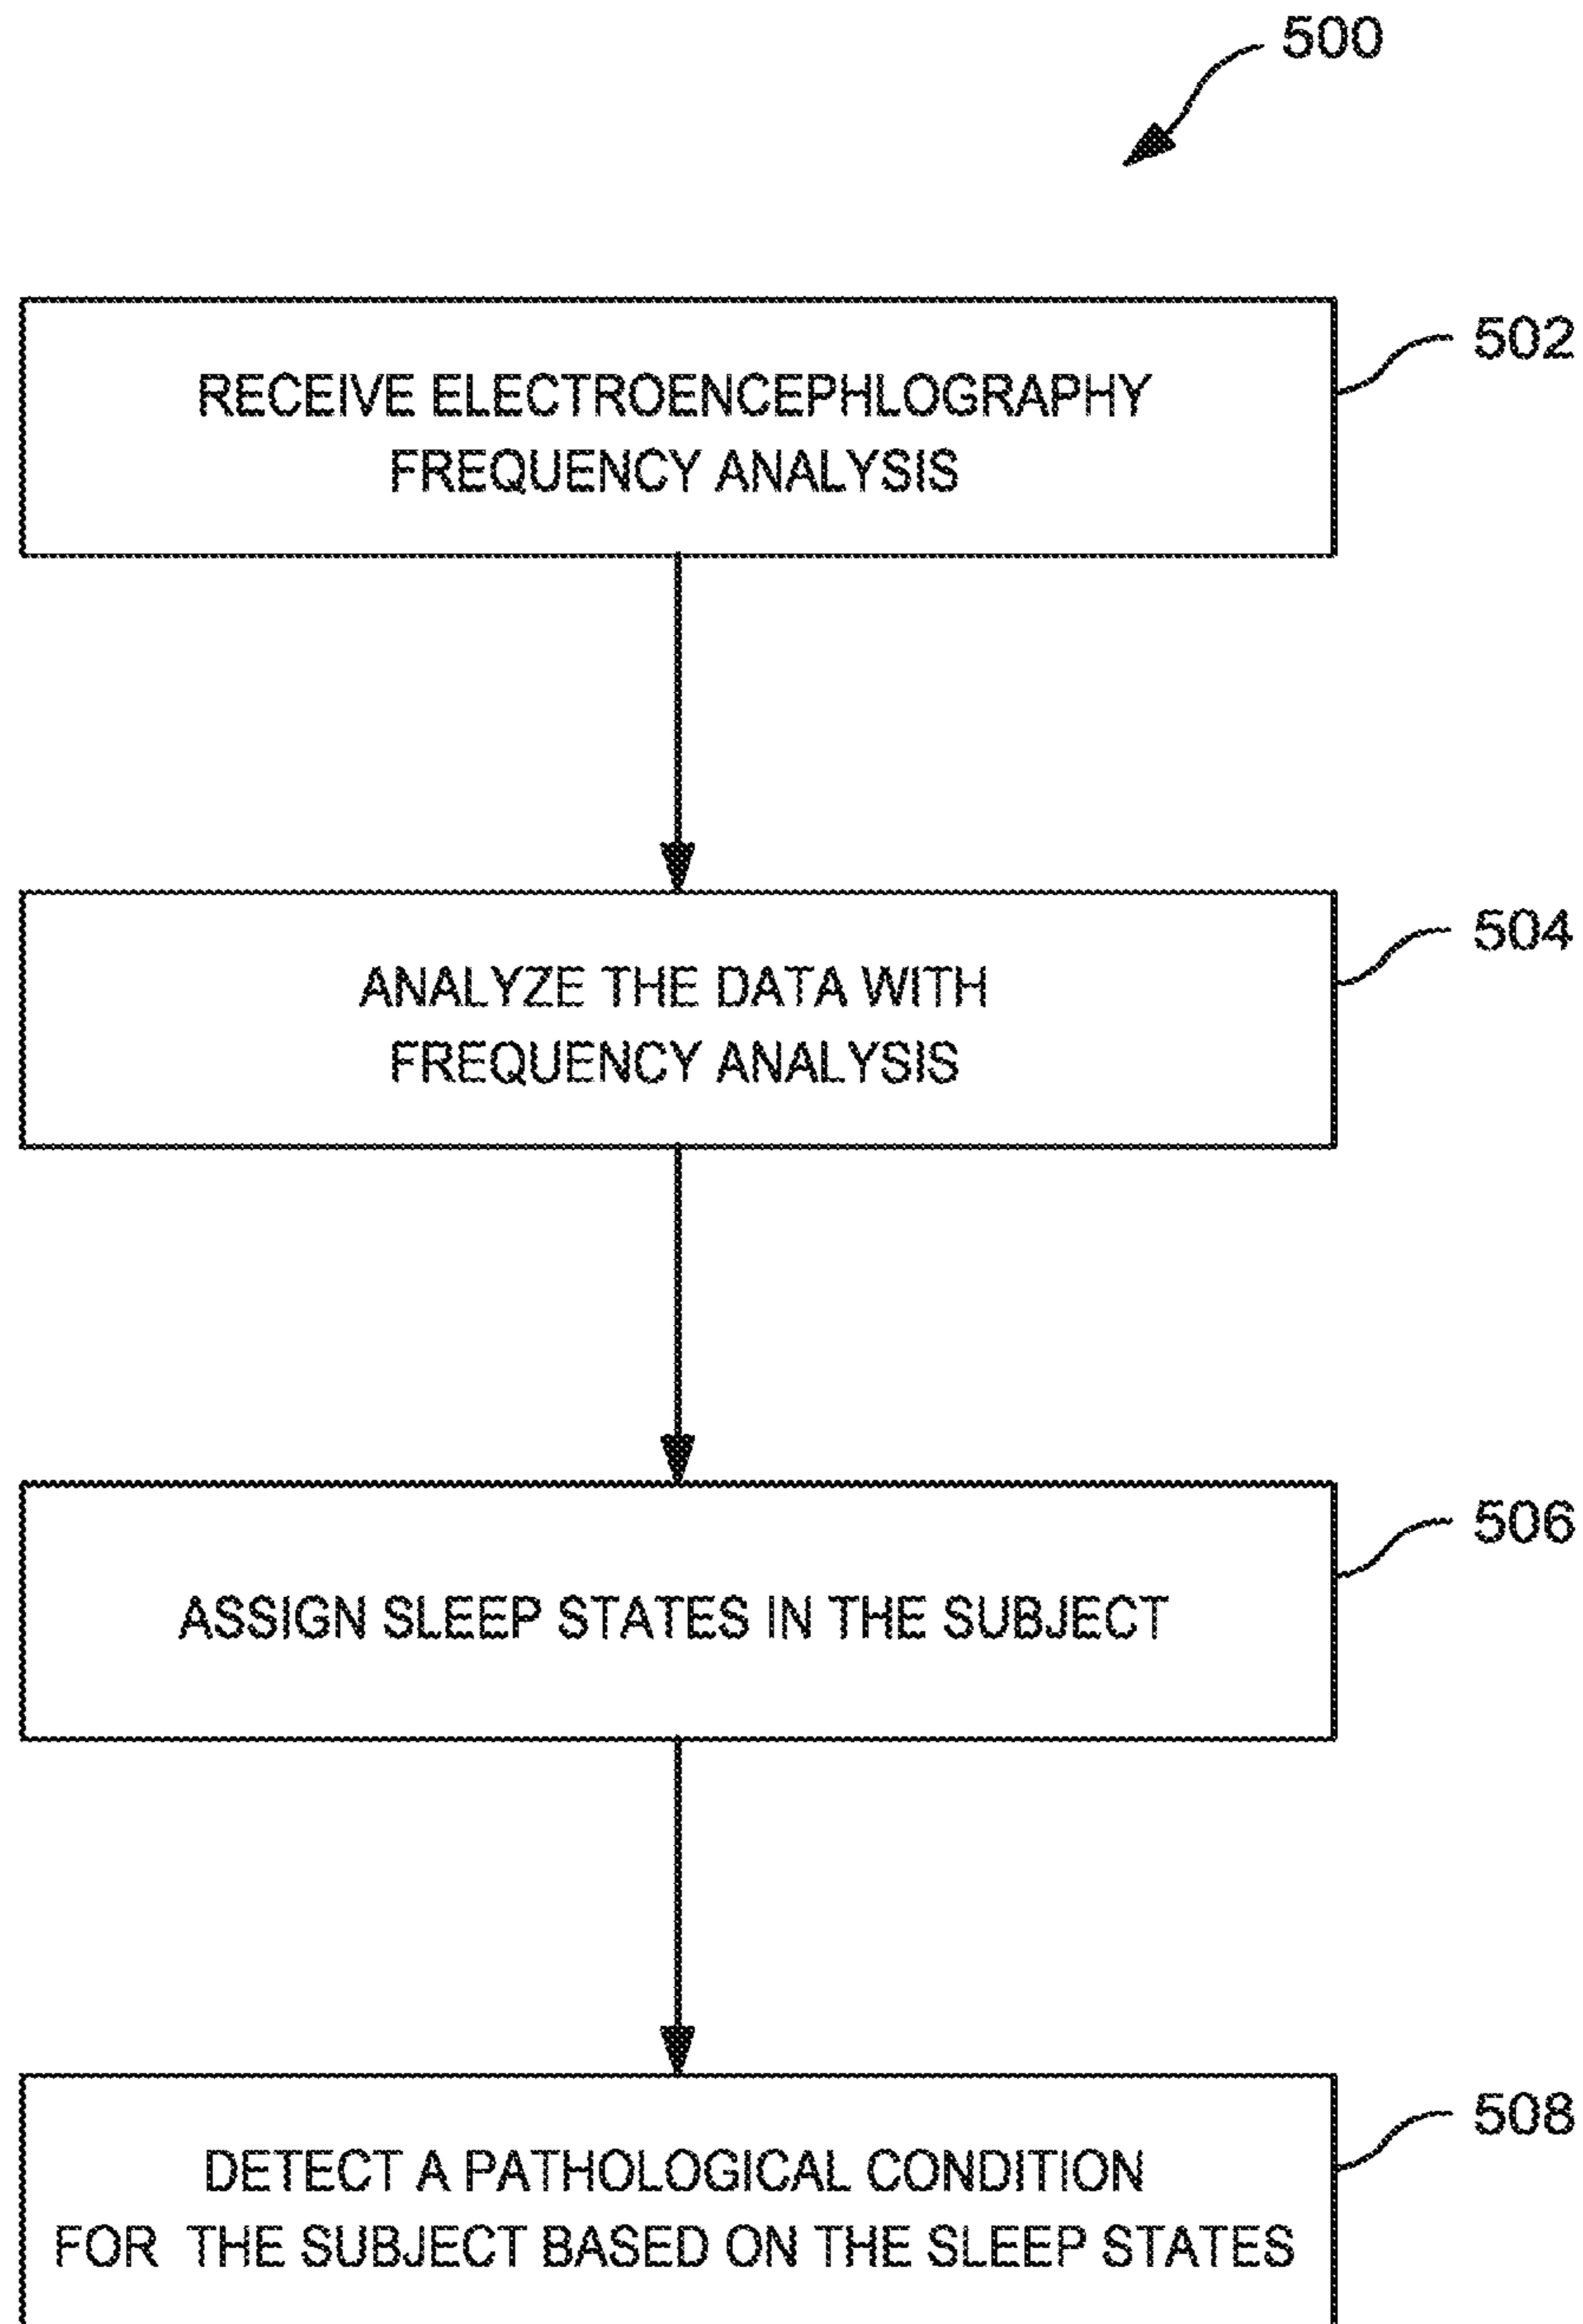 500
502
RECEIVE ELECTROENCEPHLOGRAPHY
FREQUENCY ANALYSIS
504
ANALYZE THE DATA WITH
FREQUENCY ANALYSIS
506
ASSIGN SLEEP STATES IN THE SUBJECT
508
DETECT A PATHOLOGICAL CONDITION
FOR THE SUBJECT BASED ON THE SLEEP STATES